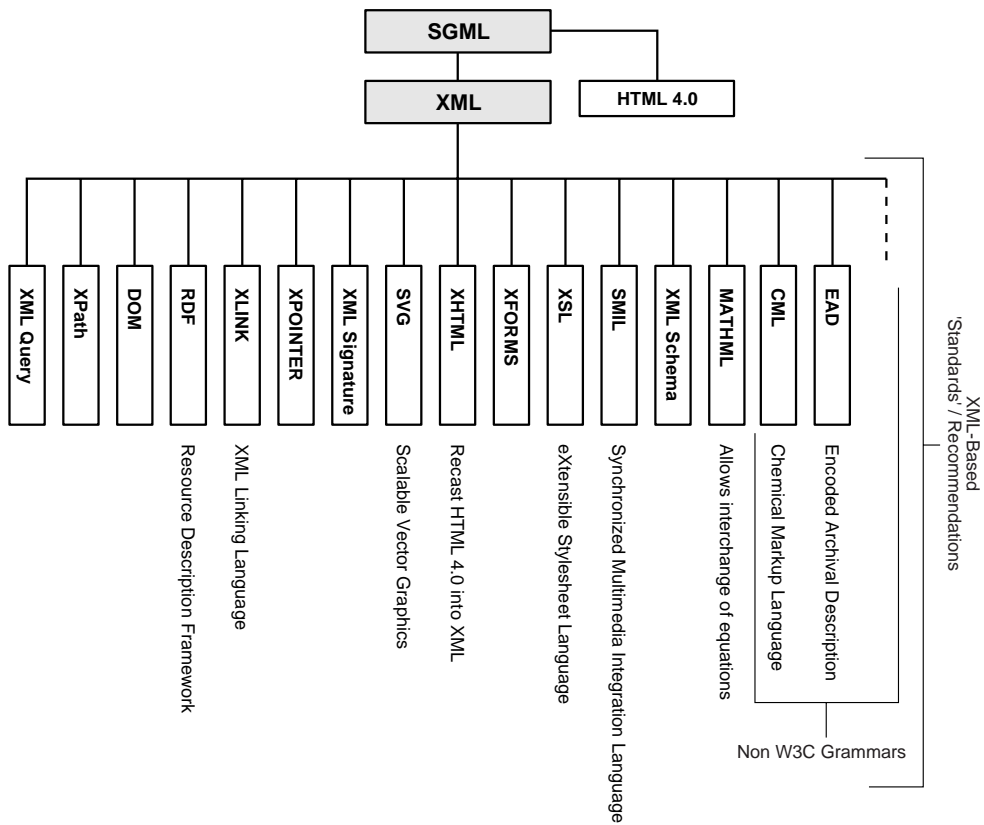 SGML
XML
HTML 4.0
XML Query
XPath
DOM
RDF
XLINK
XPOINTER
XML Signature
SVG
XHTML
XFORMS
XSL
SMIL
XML Schema
MATHML
CML
EAD
Resource Description Framework
XML Linking Language
Scalable Vector Graphics
Recast HTML 4.0 into XML
eXtensible Stylesheet Language
Synchronized Multimedia Integration Language
Allows interchange of equations
Chemical Markup Language
Encoded Archival Description
Non W3C Grammars
XML-Based
'Standards' / Recommendations